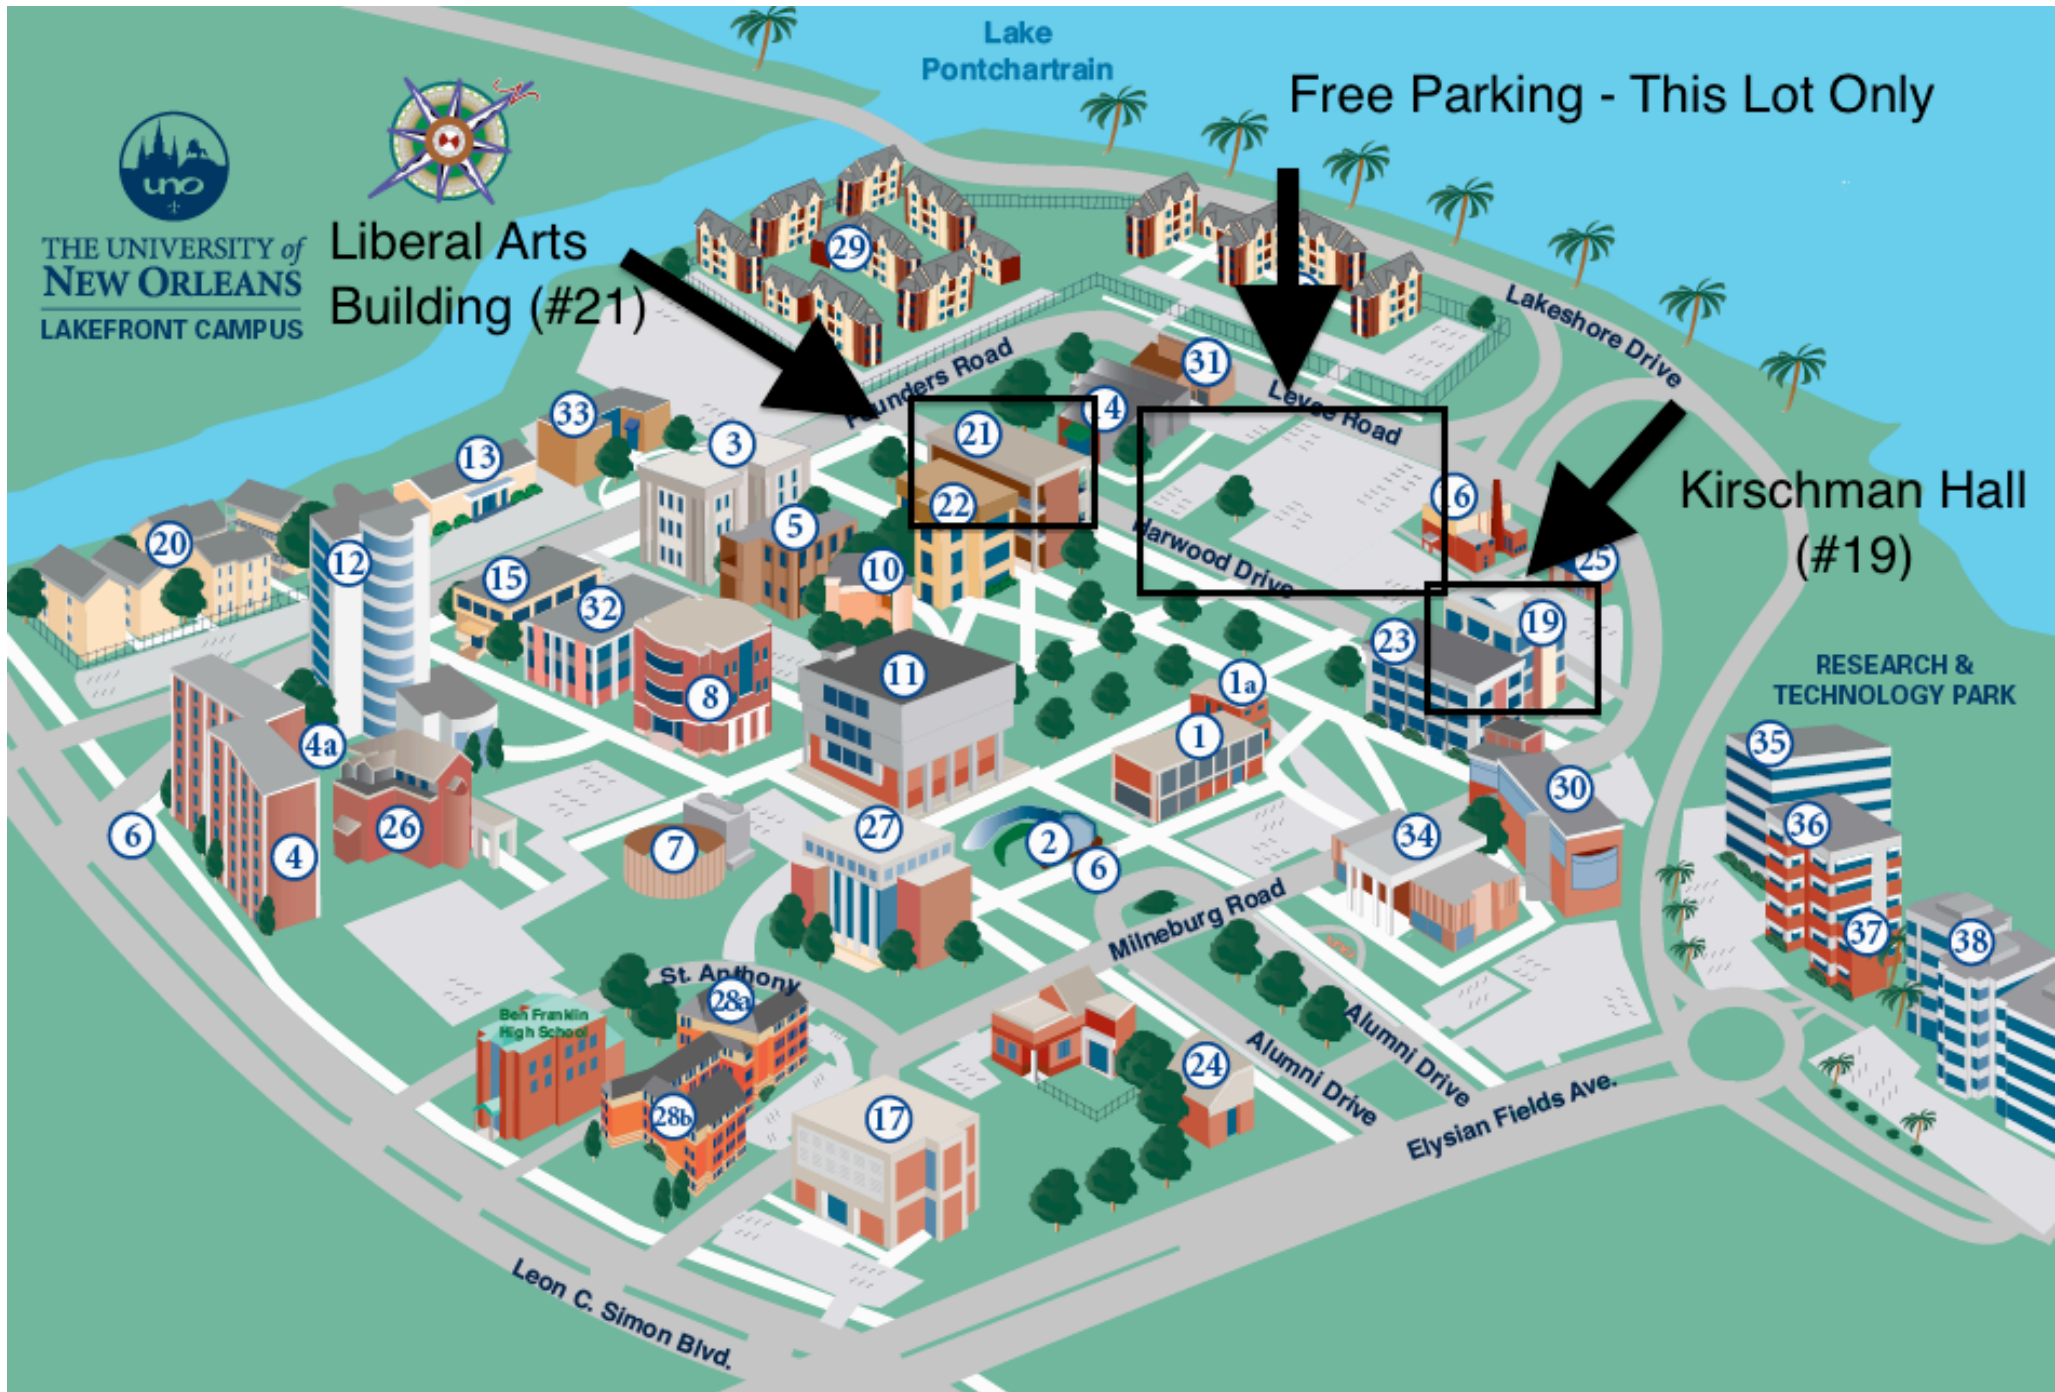 Lake
Pontchartrain
Free Parking - This Lot Only
uno
THE UNIVERSITY of
NEW ORLEANS
LAKEFRONT CAMPUS
Liberal Arts
Building (#21)
29
Lakeshore Drive
Founders Road
31
Levee Road
14
33
3
21
13
22
16
Kirschman Hall
(#19)
5
20
12
15
10
Harwood Drive
25
32
19
23
11
8
1a
RESEARCH &
TECHNOLOGY PARK
4a
1
35
30
6
26
4
7
27
2
6
34
36
37
38
Milneburg Road
St. Anthony
28a
Ben Franklin
High School
28b
17
24
Alumni Drive
Alumni Drive
Elysian Fields Ave.
Leon C. Simon Blvd.